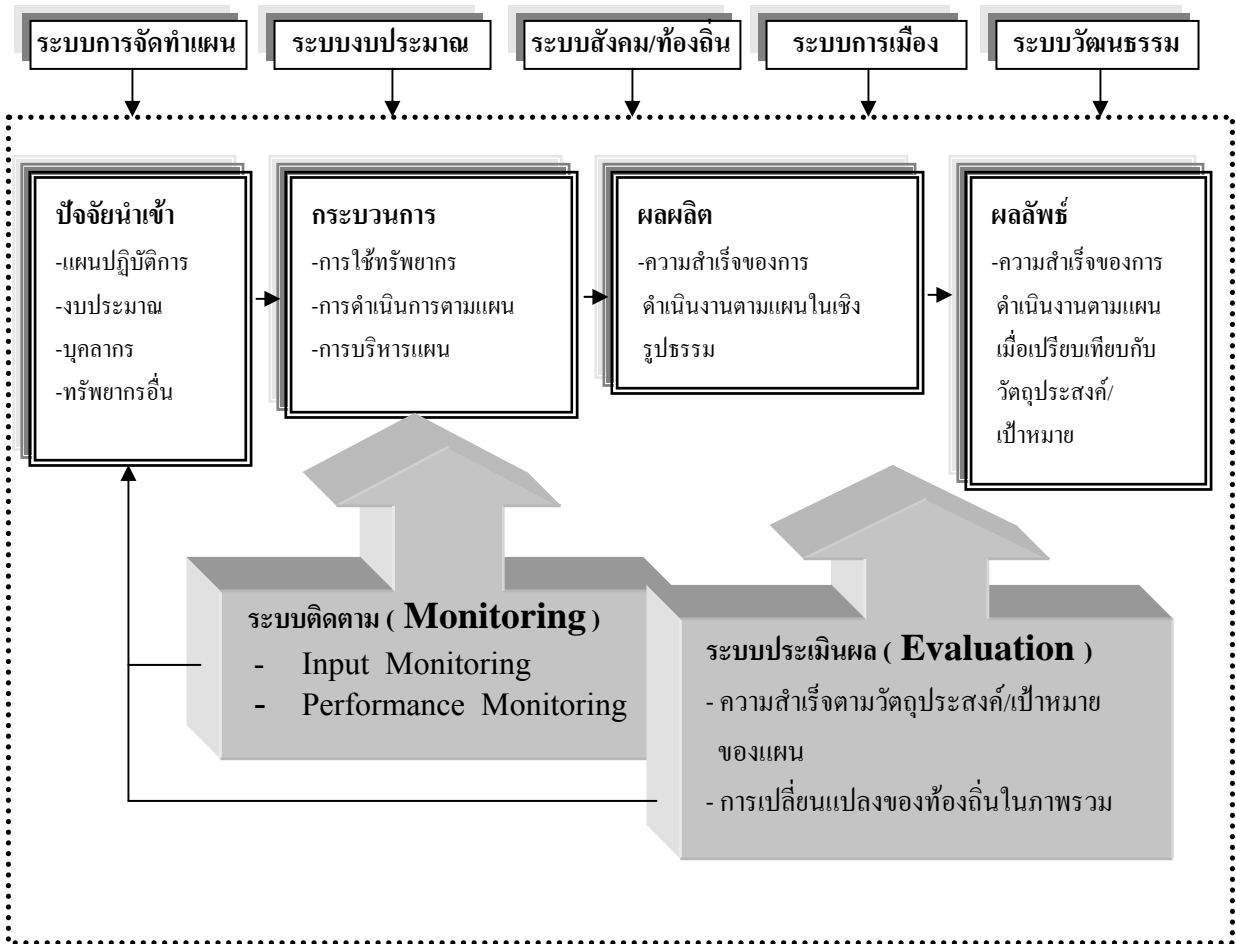 ระบบการจัดทำแผน
ระบบงบประมาณ
ระบบสังคม/ท้องถิ่น
ระบบการเมือง
ระบบวัฒนธรรม
ปัจจัยนำเข้า
-แผนปฏิบัติการ
-งบประมาณ
-บุคลากร
-ทรัพยากรอื่น
กระบวนการ
-การใช้ทรัพยากร
-การดำเนินการตามแผน
-การบริหารแผน
ผลผลิต
-ความสำเร็จของการ
ดำเนินงานตามแผนในเชิง
รูปธรรม
ผลลัพธ์
-ความสำเร็จของการ
ดำเนินงานตามแผน
เมื่อเปรียบเทียบกับ
วัตถุประสงค์/
เป้าหมาย
ระบบติดตาม ( Monitoring )
- Input Monitoring
- Performance Monitoring
ระบบประเมินผล ( Evaluation )
- ความสำเร็จตามวัตถุประสงค์/เป้าหมาย
ของแผน
- การเปลี่ยนแปลงของท้องถิ่นในภาพรวม